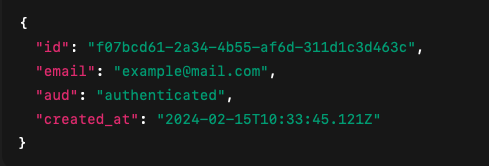 {
"id": "f07bcd61-2a34-4b55-af6d-311d1c3d463c",
"email": "example@mail.com",
"aud": "authenticated",
"created_at": "2024-02-15T10:33:45.121Z"
}